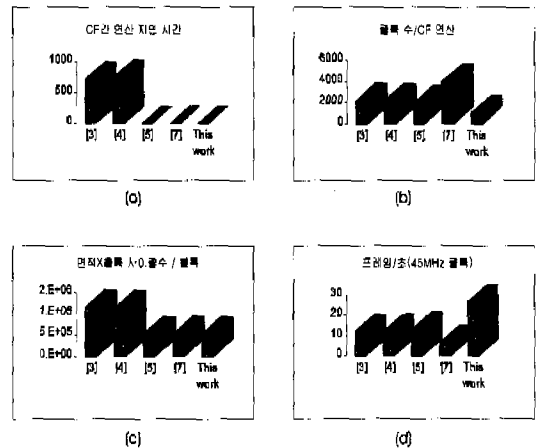 CF간 연산 지연 시간
1000
500
0
[3] [4] [5] [7] This work
(a)
클록 수/CF 연산
6000
4000
2000
0
[3] [4] [5] [7] This work
(b)
면적X클록 사이클수 / 블록
2.E+06
1.E+06
5.E+05
0.E+00
[3] [4] [5] [7] This work
(c)
프레임/초(45MHz 클록)
30
20
10
0
[3] [4] [5] [7] This work
(d)